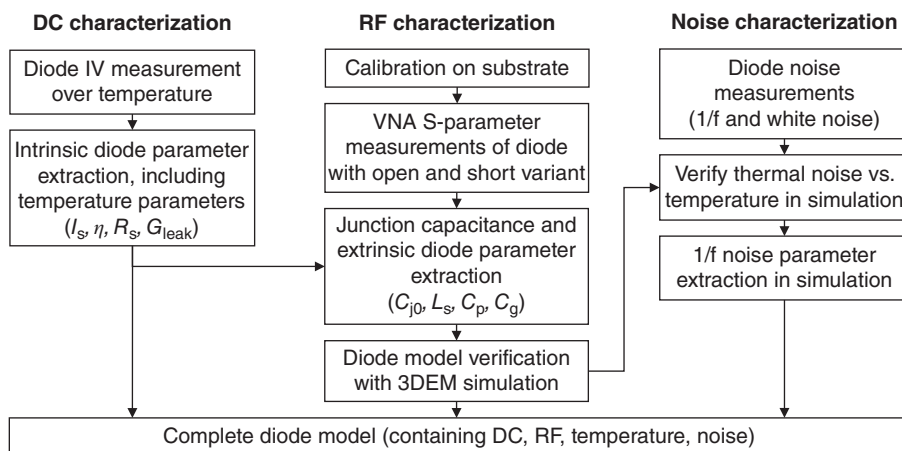 DC characterization
Diode IV measurement
over temperature
Intrinsic diode parameter
extraction, including
temperature parameters
(Is, η, Rs, Gleak)
RF characterization
Calibration on substrate
VNA S-parameter
measurements of diode
with open and short variant
Junction capacitance and
extrinsic diode parameter
extraction
(Cj0, Ls, Cp, Cg)
Diode model verification
with 3DEM simulation
Noise characterization
Diode noise
measurements
(1/f and white noise)
Verify thermal noise vs.
temperature in simulation
1/f noise parameter
extraction in simulation
Complete diode model (containing DC, RF, temperature, noise)